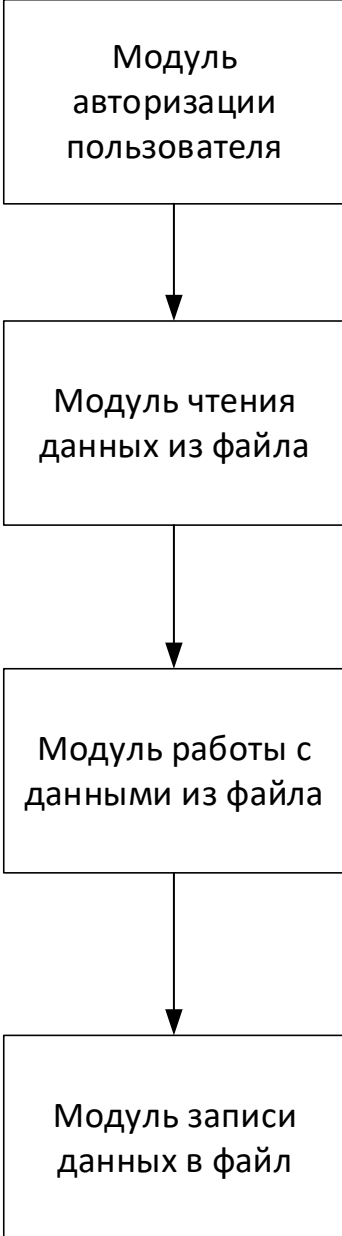 Модуль
авторизации
пользователя
Модуль чтения
данных из файла
Модуль работы с
данными из файла
Модуль записи
данных в файл